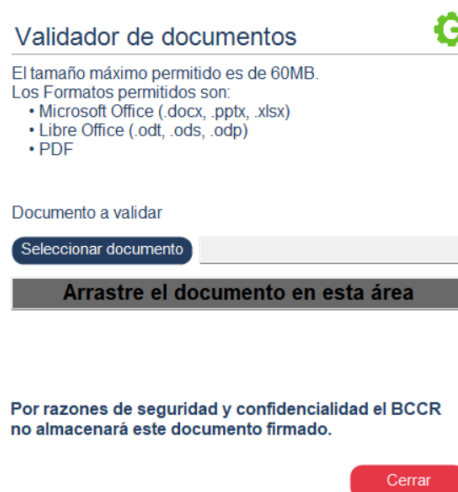 Validador de documentos
El tamaño máximo permitido es de 60MB.
Los Formatos permitidos son:
• Microsoft Office (.docx, .pptx, .xlsx)
• Libre Office (.odt, .ods, .odp)
• PDF
Documento a validar
Seleccionar documento
Arrastre el documento en esta área
Por razones de seguridad y confidencialidad el BCCR
no almacenará este documento firmado.
Cerrar